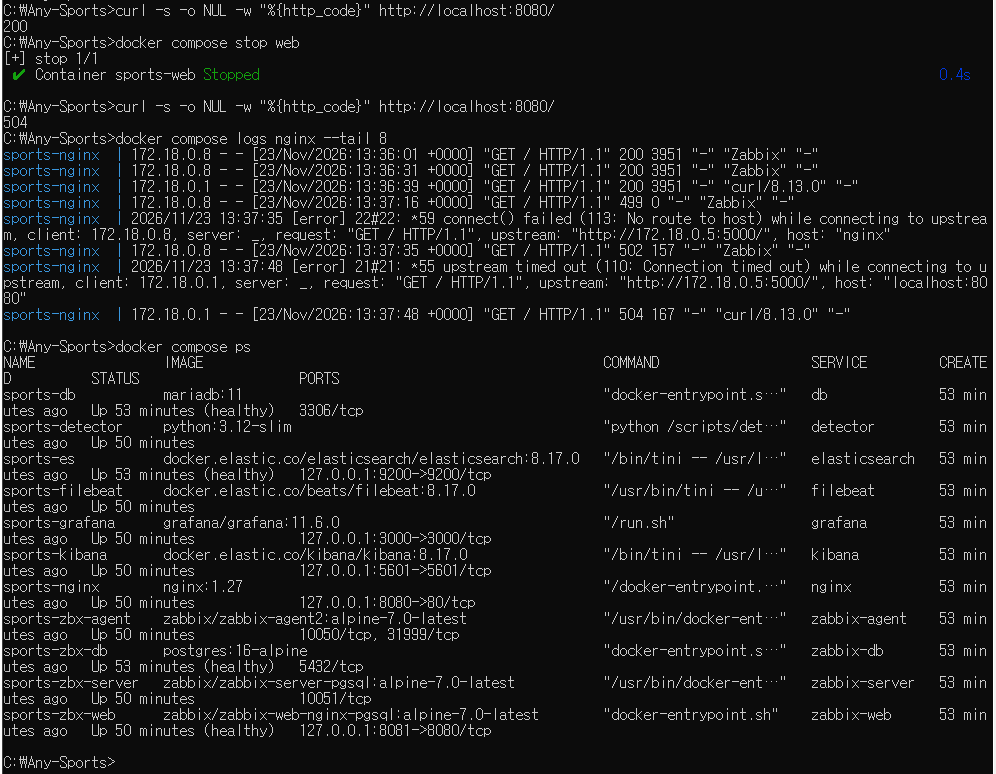 C:₩Any-Sports>curl -s -o NUL -w "%{http_code}" http://localhost:8080/
200
C:₩Any-Sports>docker compose stop web
[+] stop 1/1
✔ Container sports-web Stopped 0.4s
C:₩Any-Sports>curl -s -o NUL -w "%{http_code}" http://localhost:8080/
504
C:₩Any-Sports>docker compose logs nginx --tail 8
sports-nginx  | 172.18.0.8 - - [23/Nov/2026:13:36:01 +0000] "GET / HTTP/1.1" 200 3951 "-" "Zabbix" "-"
sports-nginx  | 172.18.0.8 - - [23/Nov/2026:13:36:31 +0000] "GET / HTTP/1.1" 200 3951 "-" "Zabbix" "-"
sports-nginx  | 172.18.0.1 - - [23/Nov/2026:13:36:39 +0000] "GET / HTTP/1.1" 200 3951 "-" "curl/8.13.0" "-"
sports-nginx  | 172.18.0.8 - - [23/Nov/2026:13:37:16 +0000] "GET / HTTP/1.1" 499 0 "-" "Zabbix" "-"
sports-nginx  | 2026/11/23 13:37:35 [error] 22#22: *59 connect() failed (113: No route to host) while connecting to upstrea
m, client: 172.18.0.8, server: _, request: "GET / HTTP/1.1", upstream: "http://172.18.0.5:5000/", host: "nginx"
sports-nginx  | 172.18.0.8 - - [23/Nov/2026:13:37:35 +0000] "GET / HTTP/1.1" 502 157 "-" "Zabbix" "-"
sports-nginx  | 2026/11/23 13:37:48 [error] 21#21: *55 upstream timed out (110: Connection timed out) while connecting to u
pstream, client: 172.18.0.1, server: _, request: "GET / HTTP/1.1", upstream: "http://172.18.0.5:5000/", host: "localhost:80
80"
sports-nginx  | 172.18.0.1 - - [23/Nov/2026:13:37:48 +0000] "GET / HTTP/1.1" 504 167 "-" "curl/8.13.0" "-"
C:₩Any-Sports>docker compose ps
NAME IMAGE COMMAND SERVICE CREATE
D STATUS PORTS
sports-db mariadb:11 "docker-entrypoint.s…" db 53 min
utes ago Up 53 minutes (healthy) 3306/tcp
sports-detector python:3.12-slim "python /scripts/det…" detector 53 min
utes ago Up 50 minutes
sports-es docker.elastic.co/elasticsearch/elasticsearch:8.17.0 "/bin/tini -- /usr/l…" elasticsearch 53 min
utes ago Up 53 minutes (healthy) 127.0.0.1:9200->9200/tcp
sports-filebeat docker.elastic.co/beats/filebeat:8.17.0 "/usr/bin/tini -- /u…" filebeat 53 min
utes ago Up 50 minutes
sports-grafana grafana/grafana:11.6.0 "/run.sh" grafana 53 min
utes ago Up 50 minutes 127.0.0.1:3000->3000/tcp
sports-kibana docker.elastic.co/kibana/kibana:8.17.0 "/bin/tini -- /usr/l…" kibana 53 min
utes ago Up 50 minutes 127.0.0.1:5601->5601/tcp
sports-nginx nginx:1.27 "/docker-entrypoint.…" nginx 53 min
utes ago Up 50 minutes 127.0.0.1:8080->80/tcp
sports-zbx-agent zabbix/zabbix-agent2:alpine-7.0-latest "/usr/bin/docker-ent…" zabbix-agent 53 min
utes ago Up 50 minutes 10050/tcp, 31999/tcp
sports-zbx-db postgres:16-alpine "docker-entrypoint.s…" zabbix-db 53 min
utes ago Up 53 minutes (healthy) 5432/tcp
sports-zbx-server zabbix/zabbix-server-pgsql:alpine-7.0-latest "/usr/bin/docker-ent…" zabbix-server 53 min
utes ago Up 50 minutes 10051/tcp
sports-zbx-web zabbix/zabbix-web-nginx-pgsql:alpine-7.0-latest "docker-entrypoint.sh" zabbix-web 53 min
utes ago Up 50 minutes (healthy) 127.0.0.1:8081->8080/tcp
C:₩Any-Sports>